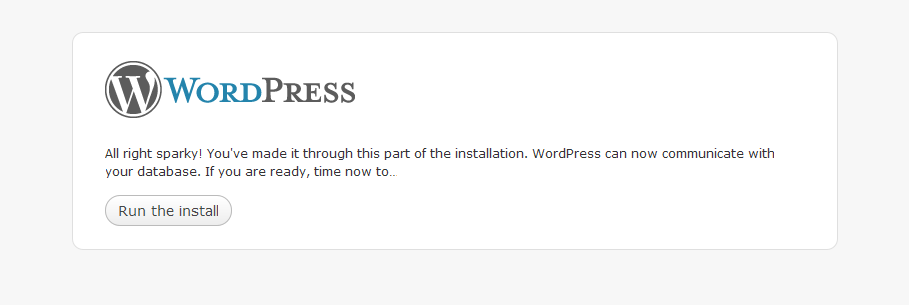 WORDPRESS
All right sparky! You've made it through this part of the installation. WordPress can now communicate with
your database. If you are ready, time now to…
Run the install